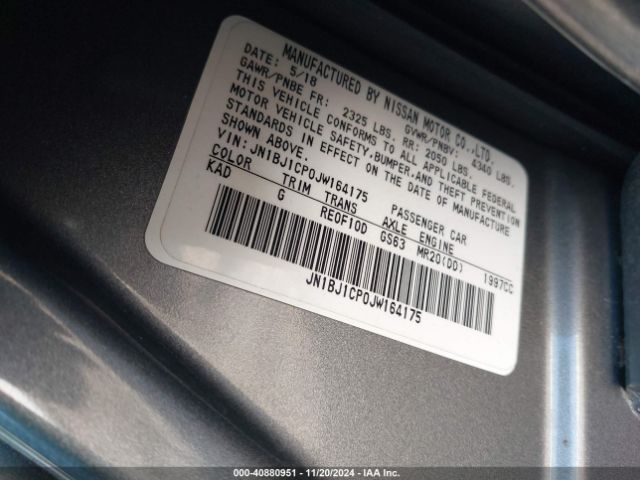 MANUFACTURED BY NISSAN MOTOR CO.,LTD.
DATE: 5/18 GVWR/PNBV: 4340 LBS.
GAWR/PNBE FR: 2325 LBS. RR: 2050 LBS.
THIS VEHICLE CONFORMS TO ALL APPLICABLE FEDERAL
MOTOR VEHICLE SAFETY,BUMPER,AND THEFT PREVENTION
STANDARDS IN EFFECT ON THE DATE OF MANUFACTURE
SHOWN ABOVE.
VIN: JN1BJ1CP0JW164175 PASSENGER CAR
COLOR TRIM TRANS AXLE ENGINE
KAD G RE0F10D GS63 MR20(DD) 1997CC
JN1BJ1CP0JW164175
000-40880951 - 11/20/2024 - IAA Inc.